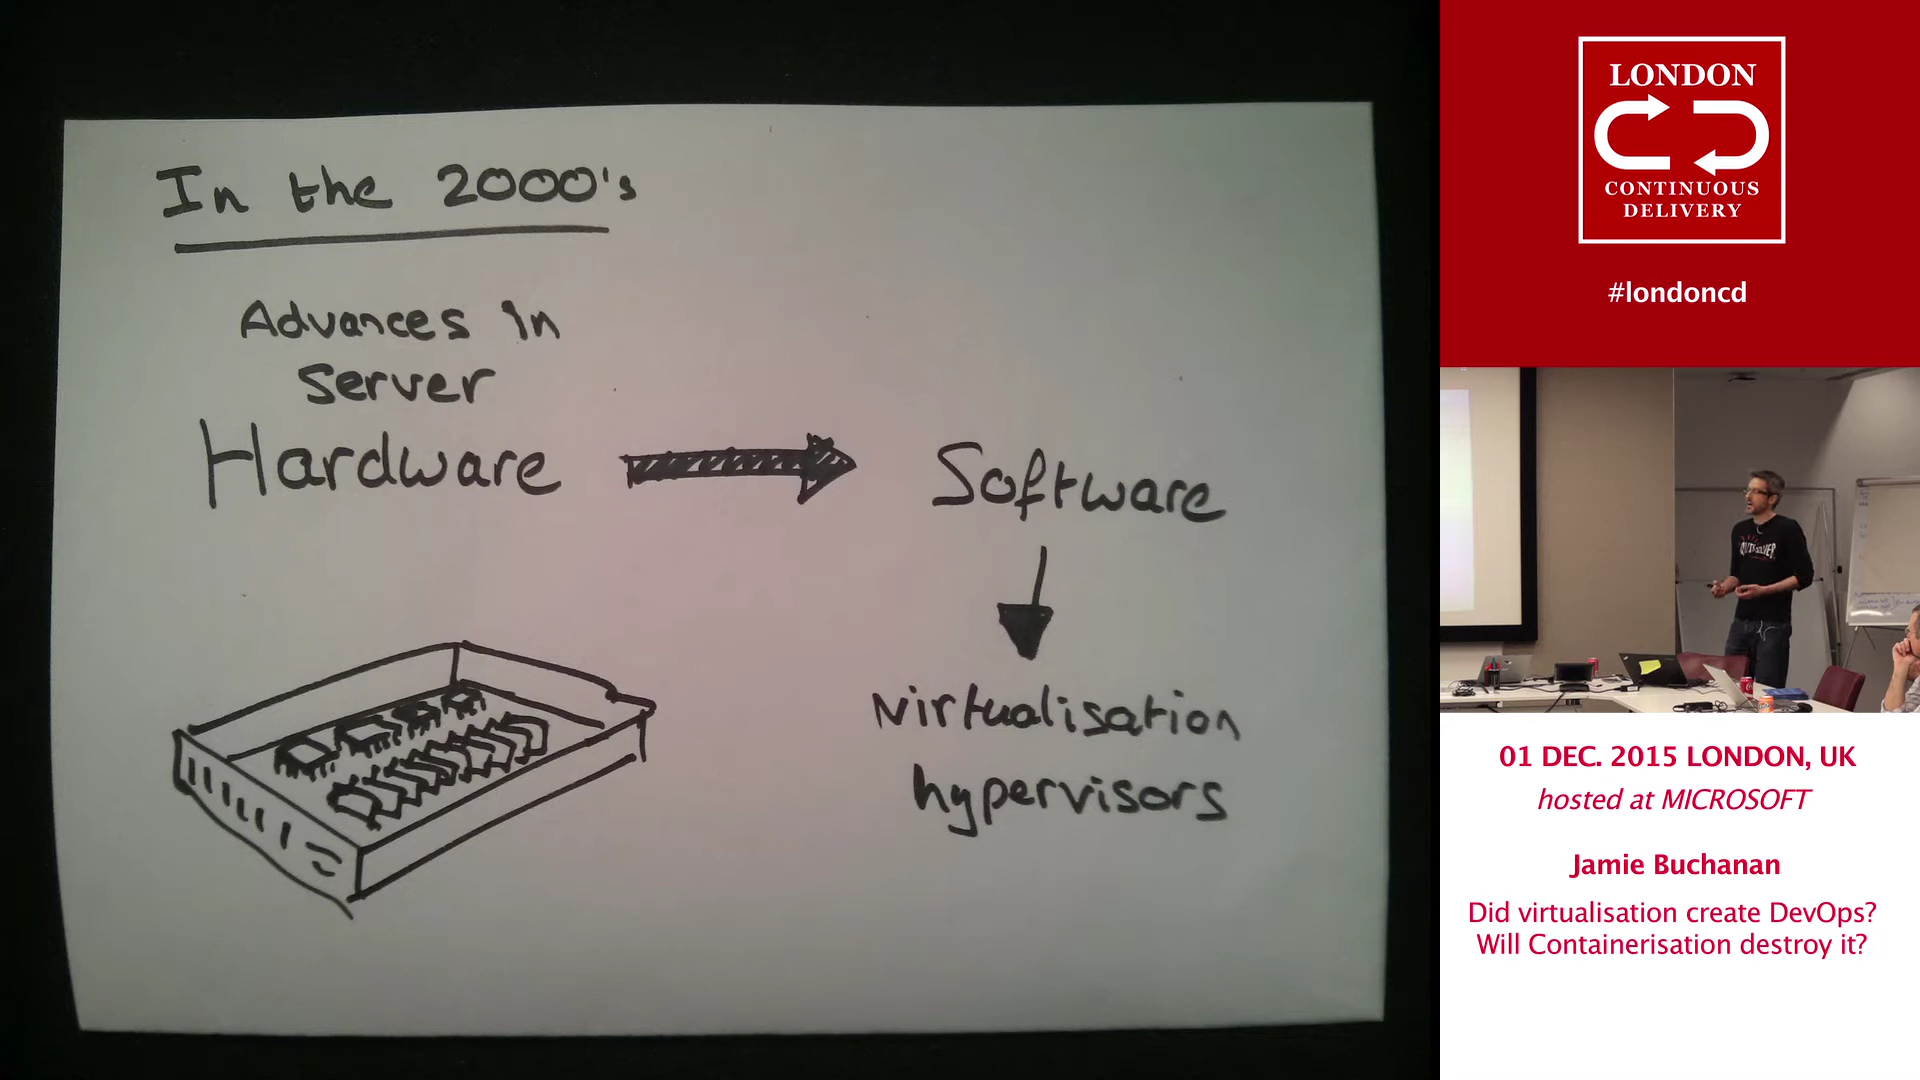 In the 2000's
Advances in
Server
Hardware
Software
Virtualisation
hypervisors
LONDON
CONTINUOUS
DELIVERY
#londoncd
01 DEC. 2015 LONDON, UK
hosted at MICROSOFT
Jamie Buchanan
Did virtualisation create DevOps?
Will Containerisation destroy it?